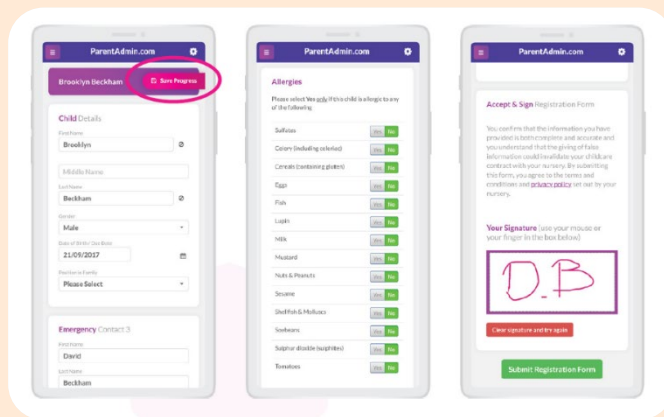 ParentAdmin.com
Brooklyn Beckham
Save Progress
Child Details
First Name
Brooklyn
Middle Name
Last Name
Beckham
Gender
Male
Date of Birth/ Due Date
21/09/2017
Position in Family
Please Select
Emergency Contact 3
First Name
David
Last Name
Beckham
ParentAdmin.com
Allergies
Please select Yes only if this child is allergic to any
of the following
Sulfates
Yes No
Celery (including celeriac)
Yes No
Cereals (containing gluten)
Yes No
Eggs
Yes No
Fish
Yes No
Lupin
Yes No
Milk
Yes No
Mustard
Yes No
Nuts & Peanuts
Yes No
Sesame
Yes No
Shellfish & Molluscs
Yes No
Soybeans
Yes No
Sulphur dioxide (sulphites)
Yes No
Tomatoes
Yes No
ParentAdmin.com
Accept & Sign Registration Form
You confirm that the information you have
provided is both complete and accurate and
you understand that the giving of false
information could invalidate your childcare
contract with your nursery. By submitting
this form, you agree to the terms and
conditions and privacy policy set out by your
nursery.
Your Signature (use your mouse or
your finger in the box below)
D.B
Clear signature and try again
Submit Registration Form